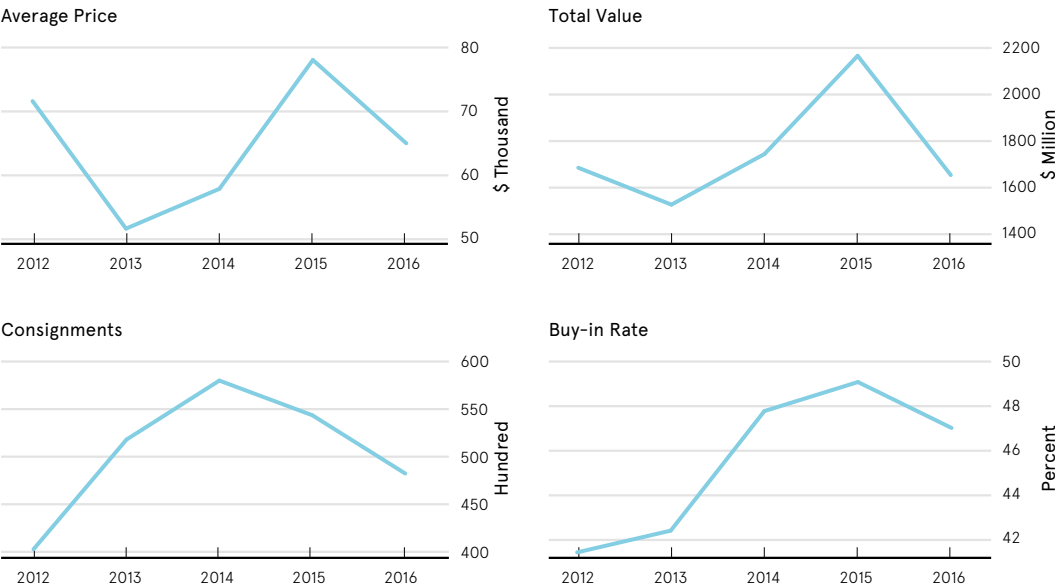 Average Price
80
70
60
50
$ Thousand
2012 2013 2014 2015 2016
Total Value
2200
2000
1800
1600
1400
$ Million
2012 2013 2014 2015 2016
Consignments
600
550
500
450
400
Hundred
2012 2013 2014 2015 2016
Buy-in Rate
50
48
46
44
42
Percent
2012 2013 2014 2015 2016